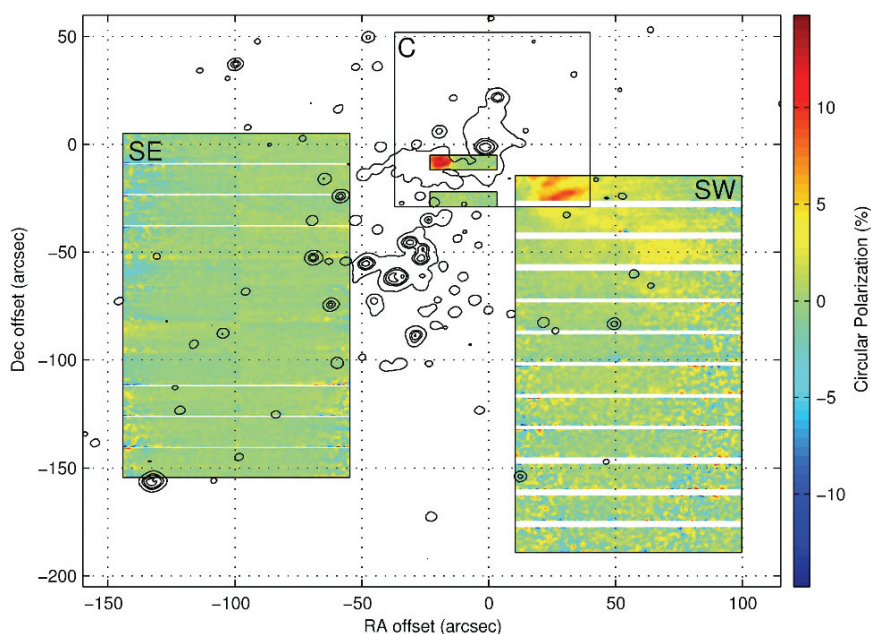 C
SE
SW
50
0
−50
−100
−150
−200
Dec offset (arcsec)
−150
−100
−50
0
50
100
RA offset (arcsec)
10
5
0
−5
−10
Circular Polarization (%)